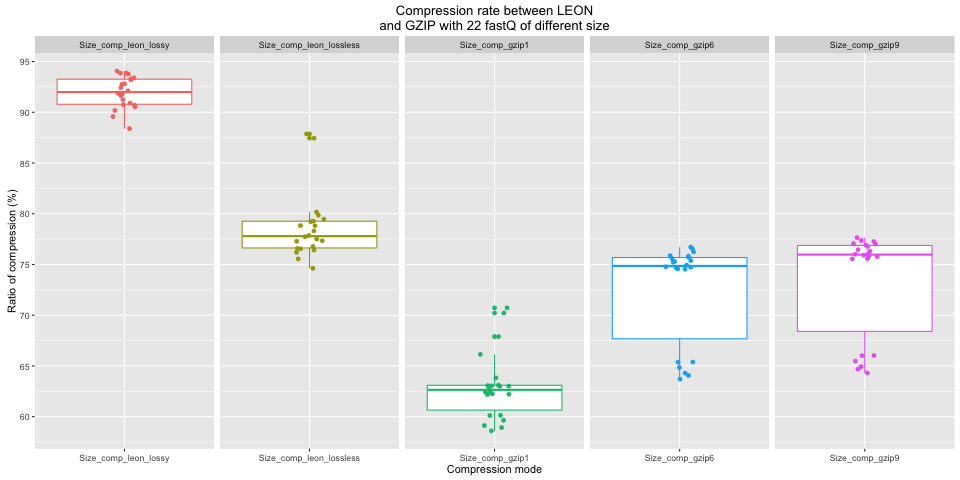 Compression rate between LEON
and GZIP with 22 fastQ of different size
Size_comp_leon_lossy
Size_comp_leon_lossless
Size_comp_gzip1
Size_comp_gzip6
Size_comp_gzip9
Ratio of compression (%)
95
90
85
80
75
70
65
60
Size_comp_leon_lossy
Size_comp_leon_lossless
Size_comp_gzip1
Size_comp_gzip6
Size_comp_gzip9
Compression mode